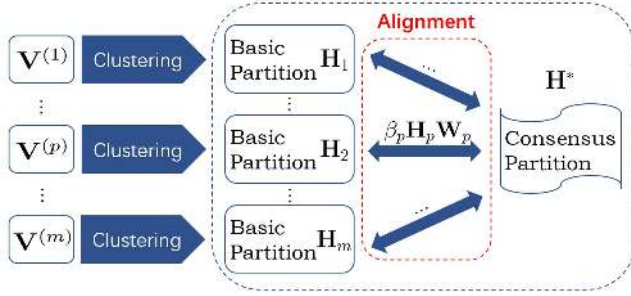 Alignment
V^{(1)} Clustering Basic Partition H_1 ... H^*
⋮ ⋮
V^{(p)} Clustering Basic Partition H_2 β_p H_p W_p Consensus Partition
⋮ ⋮
V^{(m)} Clustering Basic Partition H_m ...